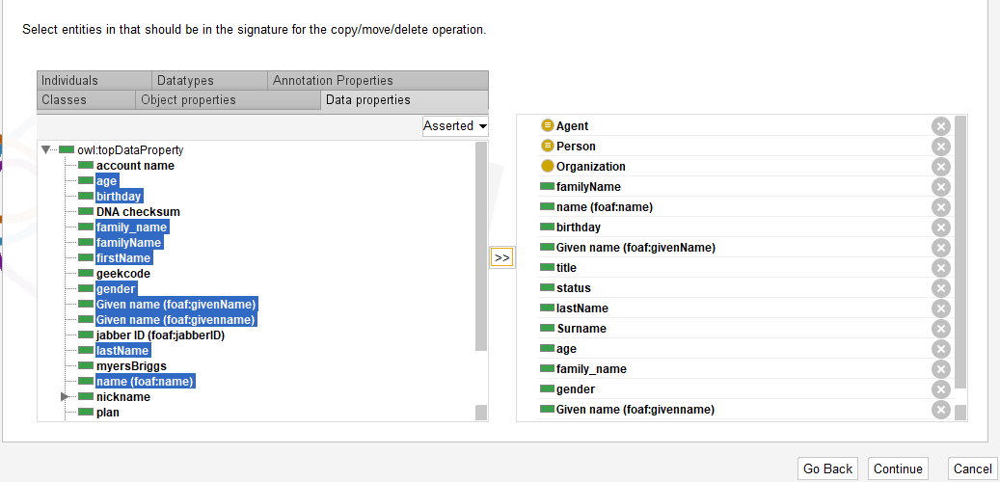 Select entities in that should be in the signature for the copy/move/delete operation.
Individuals Datatypes Annotation Properties
Classes Object properties Data properties
Asserted
owl:topDataProperty
account name
age
birthday
DNA checksum
family_name
familyName
firstName
geekcode
gender
Given name (foaf:givenName)
Given name (foaf:givenname)
jabber ID (foaf:jabberID)
lastName
myersBriggs
name (foaf:name)
nickname
plan
>>
Agent
Person
Organization
familyName
name (foaf:name)
birthday
Given name (foaf:givenName)
title
status
lastName
Surname
age
family_name
gender
Given name (foaf:givenname)
Go Back Continue Cancel